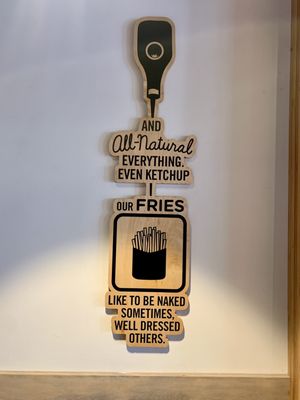 AND
All-Natural
EVERYTHING.
EVEN KETCHUP
OUR FRIES
LIKE TO BE NAKED
SOMETIMES,
WELL DRESSED
OTHERS.